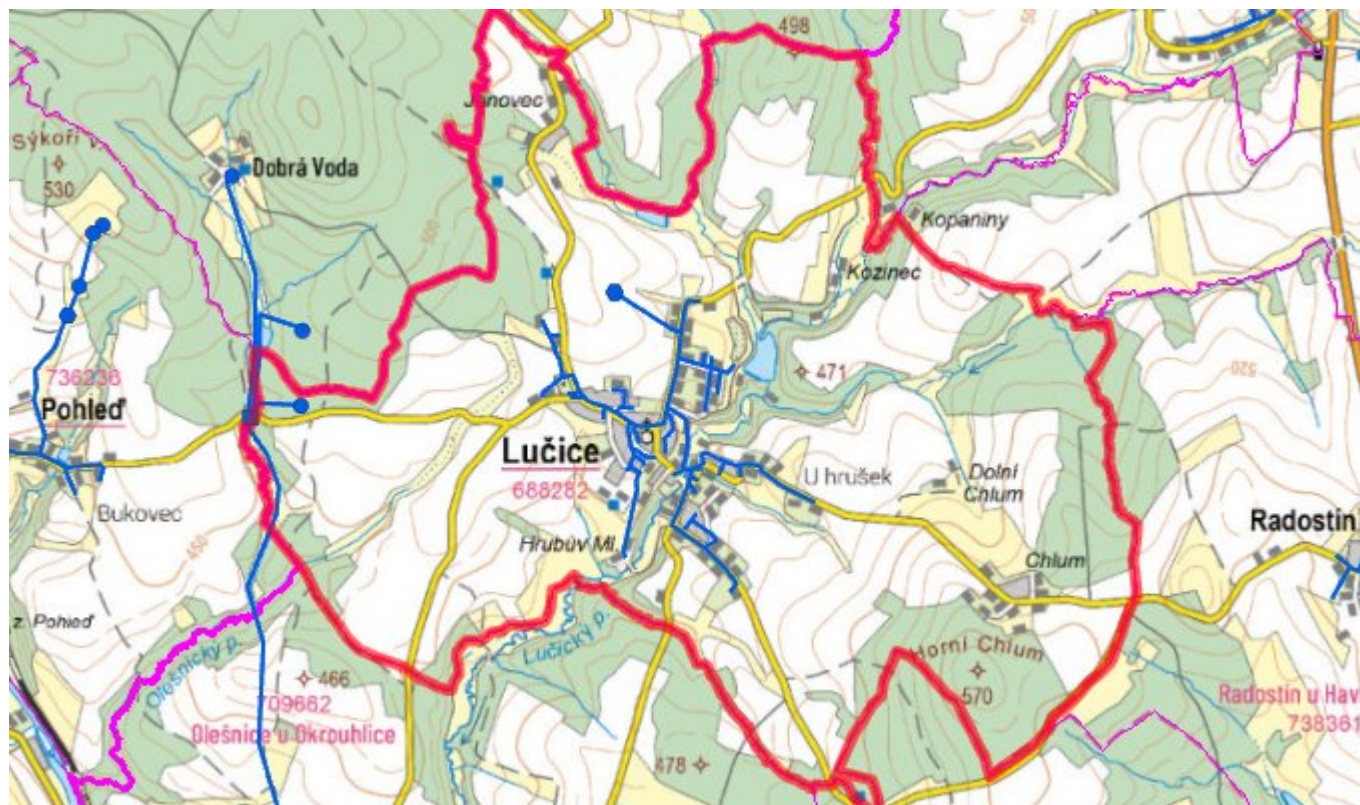 498
Janovec
Sýkoří v.
530
Dobrá Voda
500
Kopaniny
Kozinec
736236
Pohleď
471
520
Lučice
688282
U hrušek
Dolní
Chlum
Bukovec
450
Radostín
Hrubův Ml.
Chlum
z. Pohleď
Olešnický p.
Lučický p.
Horní Chlum
570
466
709662
Olešnice u Okrouhlice
Radostín u Hav
738361
478